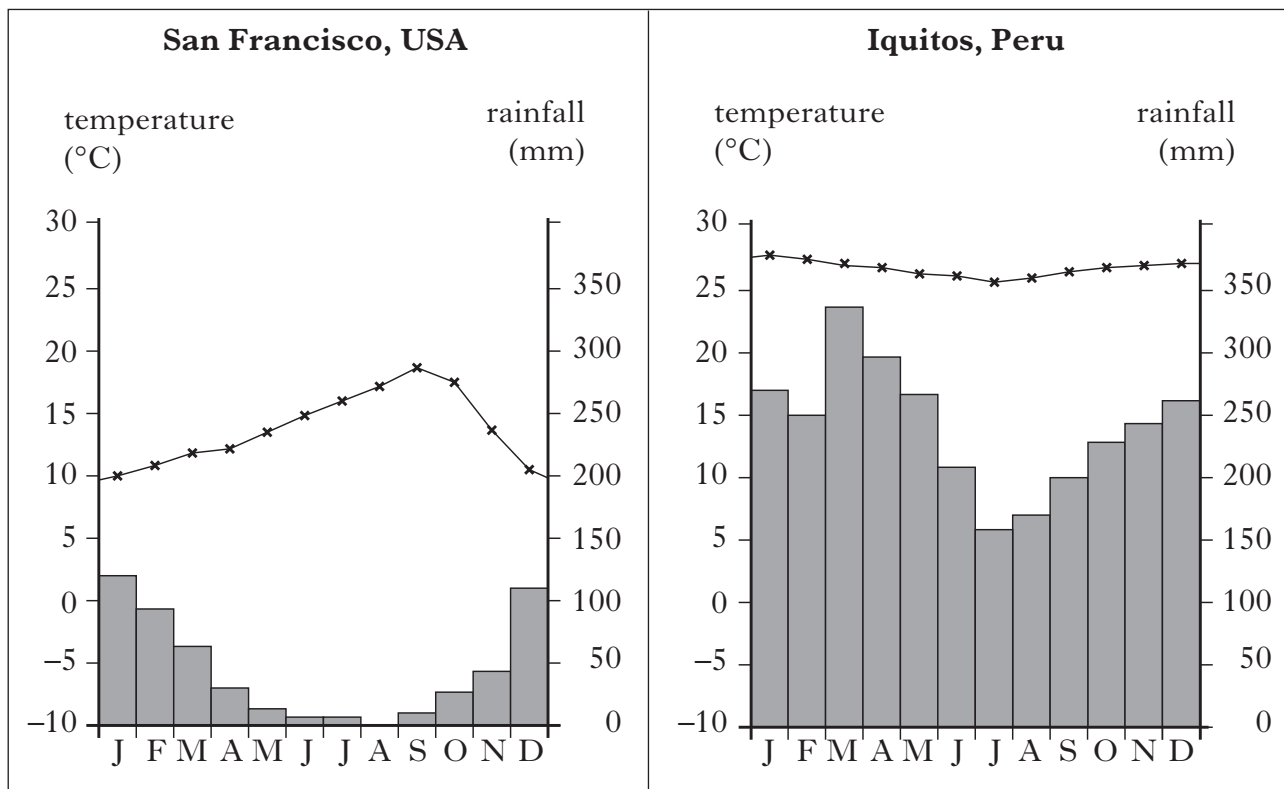 San Francisco, USA
temperature
(°C)
rainfall
(mm)
30
25
20
15
10
5
0
–5
–10
350
300
250
200
150
100
50
0
J F M A M J J A S O N D
Iquitos, Peru
temperature
(°C)
rainfall
(mm)
30
25
20
15
10
5
0
–5
–10
350
300
250
200
150
100
50
0
J F M A M J J A S O N D